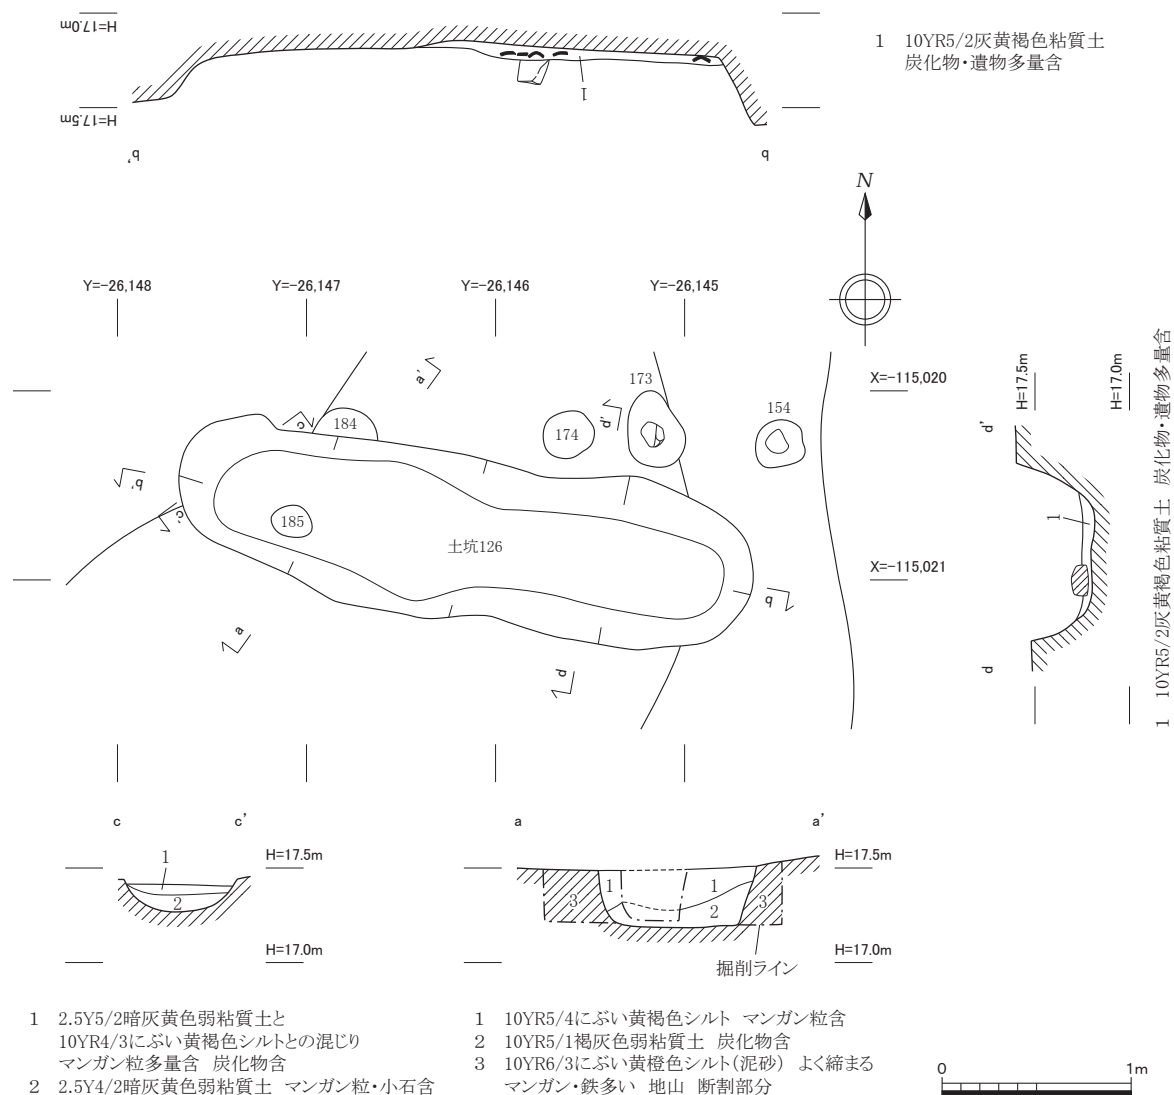 H=17.0m
H=17.5m
b'
b
1
1 10YR5/2灰黄褐色粘質土
炭化物・遺物多量含
N
Y=-26,148
Y=-26,147
Y=-26,146
Y=-26,145
X=-115,020
X=-115,021
a'
c
184
174
173
d'
154
b'
c'
185
土坑126
b
a
d
H=17.5m
H=17.0m
d'
1
d
1 10YR5/2灰黄褐色粘質土 炭化物・遺物多量含
c
c'
1
2
H=17.5m
H=17.0m
a
a'
3
1
1
2
3
H=17.5m
H=17.0m
掘削ライン
1 2.5Y5/2暗灰黄色弱粘質土と
10YR4/3にぶい黄褐色シルトとの混じり
マンガン粒多量含 炭化物含
2 2.5Y4/2暗灰黄色弱粘質土 マンガン粒・小石含
1 10YR5/4にぶい黄褐色シルト マンガン粒含
2 10YR5/1褐灰色弱粘質土 炭化物含
3 10YR6/3にぶい黄橙色シルト(泥砂) よく締まる
マンガン・鉄多い 地山 断割部分
0
1m